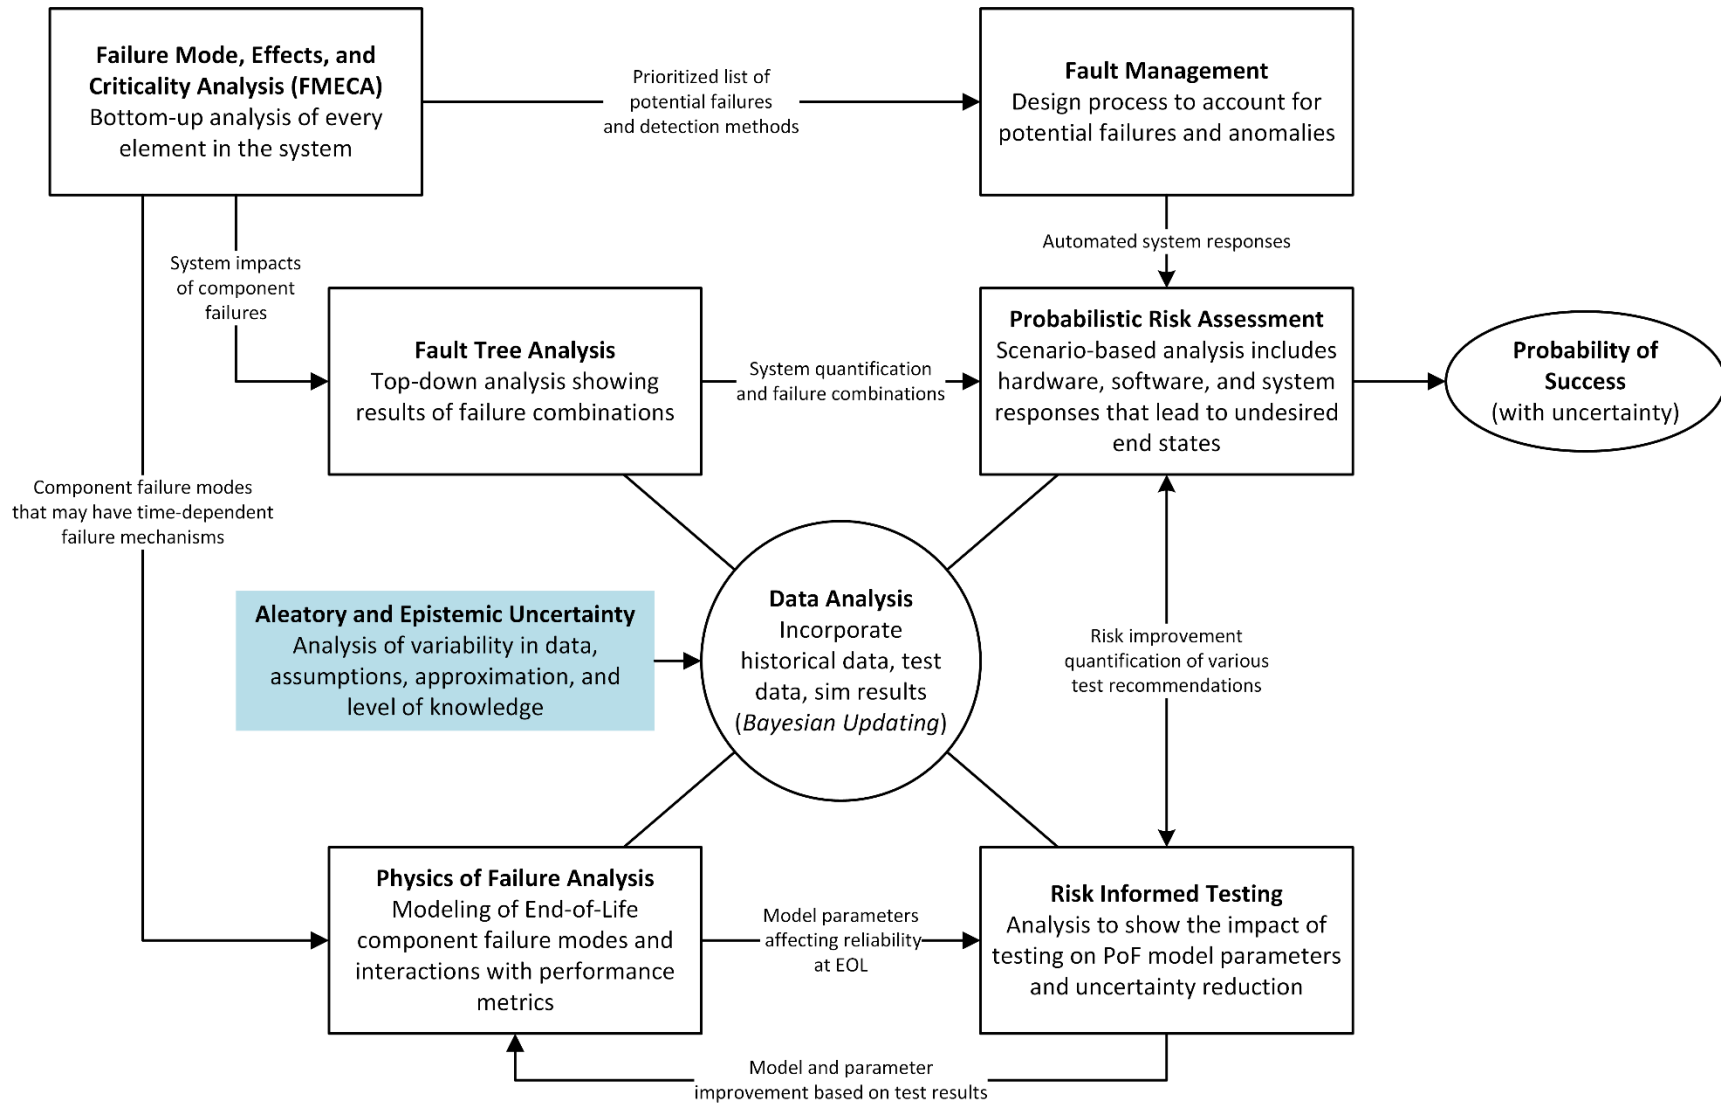 Failure Mode, Effects, and
Criticality Analysis (FMECA)
Bottom-up analysis of every
element in the system
Prioritized list of
potential failures
and detection methods
Fault Management
Design process to account for
potential failures and anomalies
System impacts
of component
failures
Automated system responses
Fault Tree Analysis
Top-down analysis showing
results of failure combinations
System quantification
and failure combinations
Probabilistic Risk Assessment
Scenario-based analysis includes
hardware, software, and system
responses that lead to undesired
end states
Probability of
Success
(with uncertainty)
Component failure modes
that may have time-dependent
failure mechanisms
Aleatory and Epistemic Uncertainty
Analysis of variability in data,
assumptions, approximation, and
level of knowledge
Data Analysis
Incorporate
historical data, test
data, sim results
(Bayesian Updating)
Risk improvement
quantification of various
test recommendations
Physics of Failure Analysis
Modeling of End-of-Life
component failure modes and
interactions with performance
metrics
Model parameters
affecting reliability
at EOL
Risk Informed Testing
Analysis to show the impact of
testing on PoF model parameters
and uncertainty reduction
Model and parameter
improvement based on test results